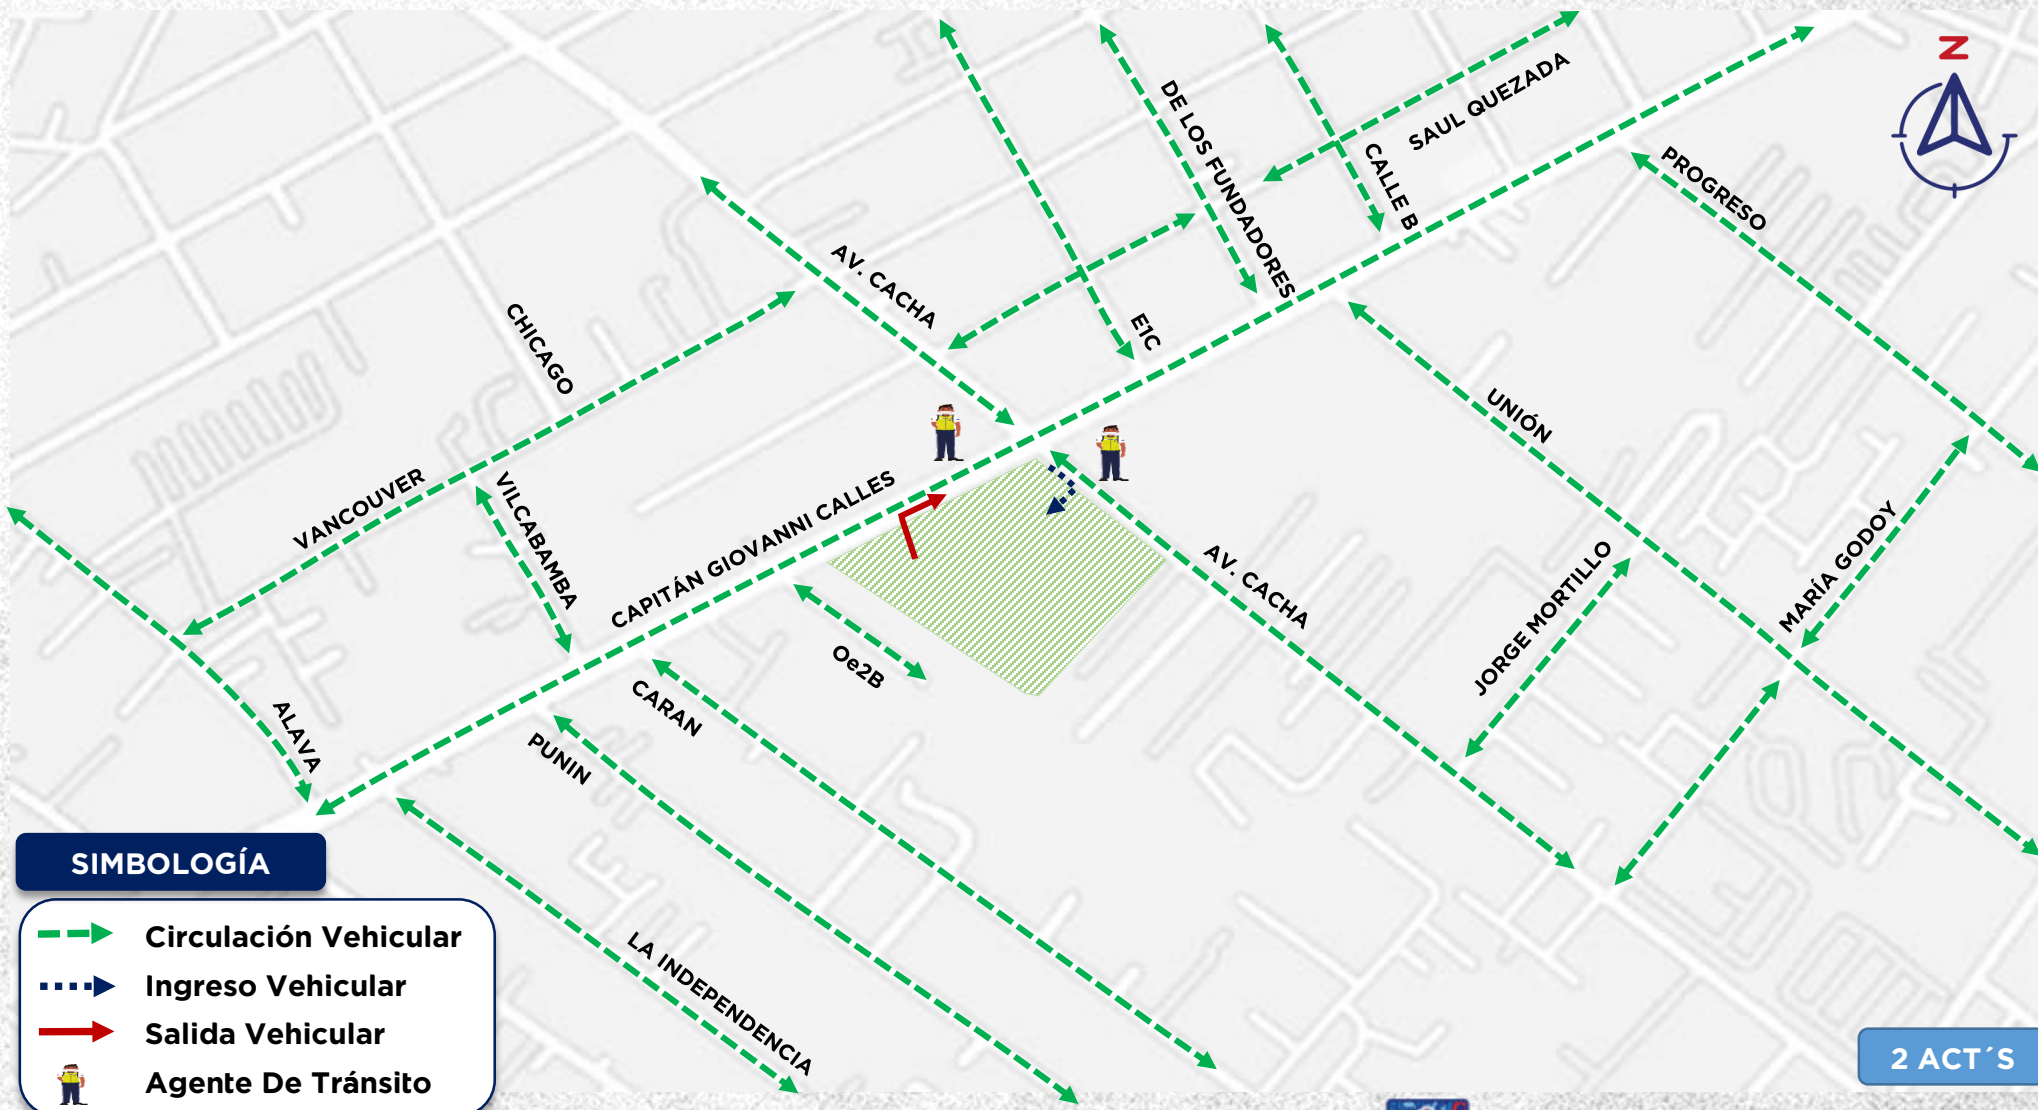 N
SAUL QUEZADA
DE LOS FUNDADORES
CALLE B
PROGRESO
AV. CACHA
E1C
CHICAGO
UNIÓN
VANCOUVER
VILCABAMBA
CAPITÁN GIOVANNI CALLES
AV. CACHA
JORGE MORTILLO
MARÍA GODOY
Oe2B
CARAN
ALAVA
PUNIN
LA INDEPENDENCIA
SIMBOLOGÍA
Circulación Vehicular
Ingreso Vehicular
Salida Vehicular
Agente De Tránsito
2 ACT´S